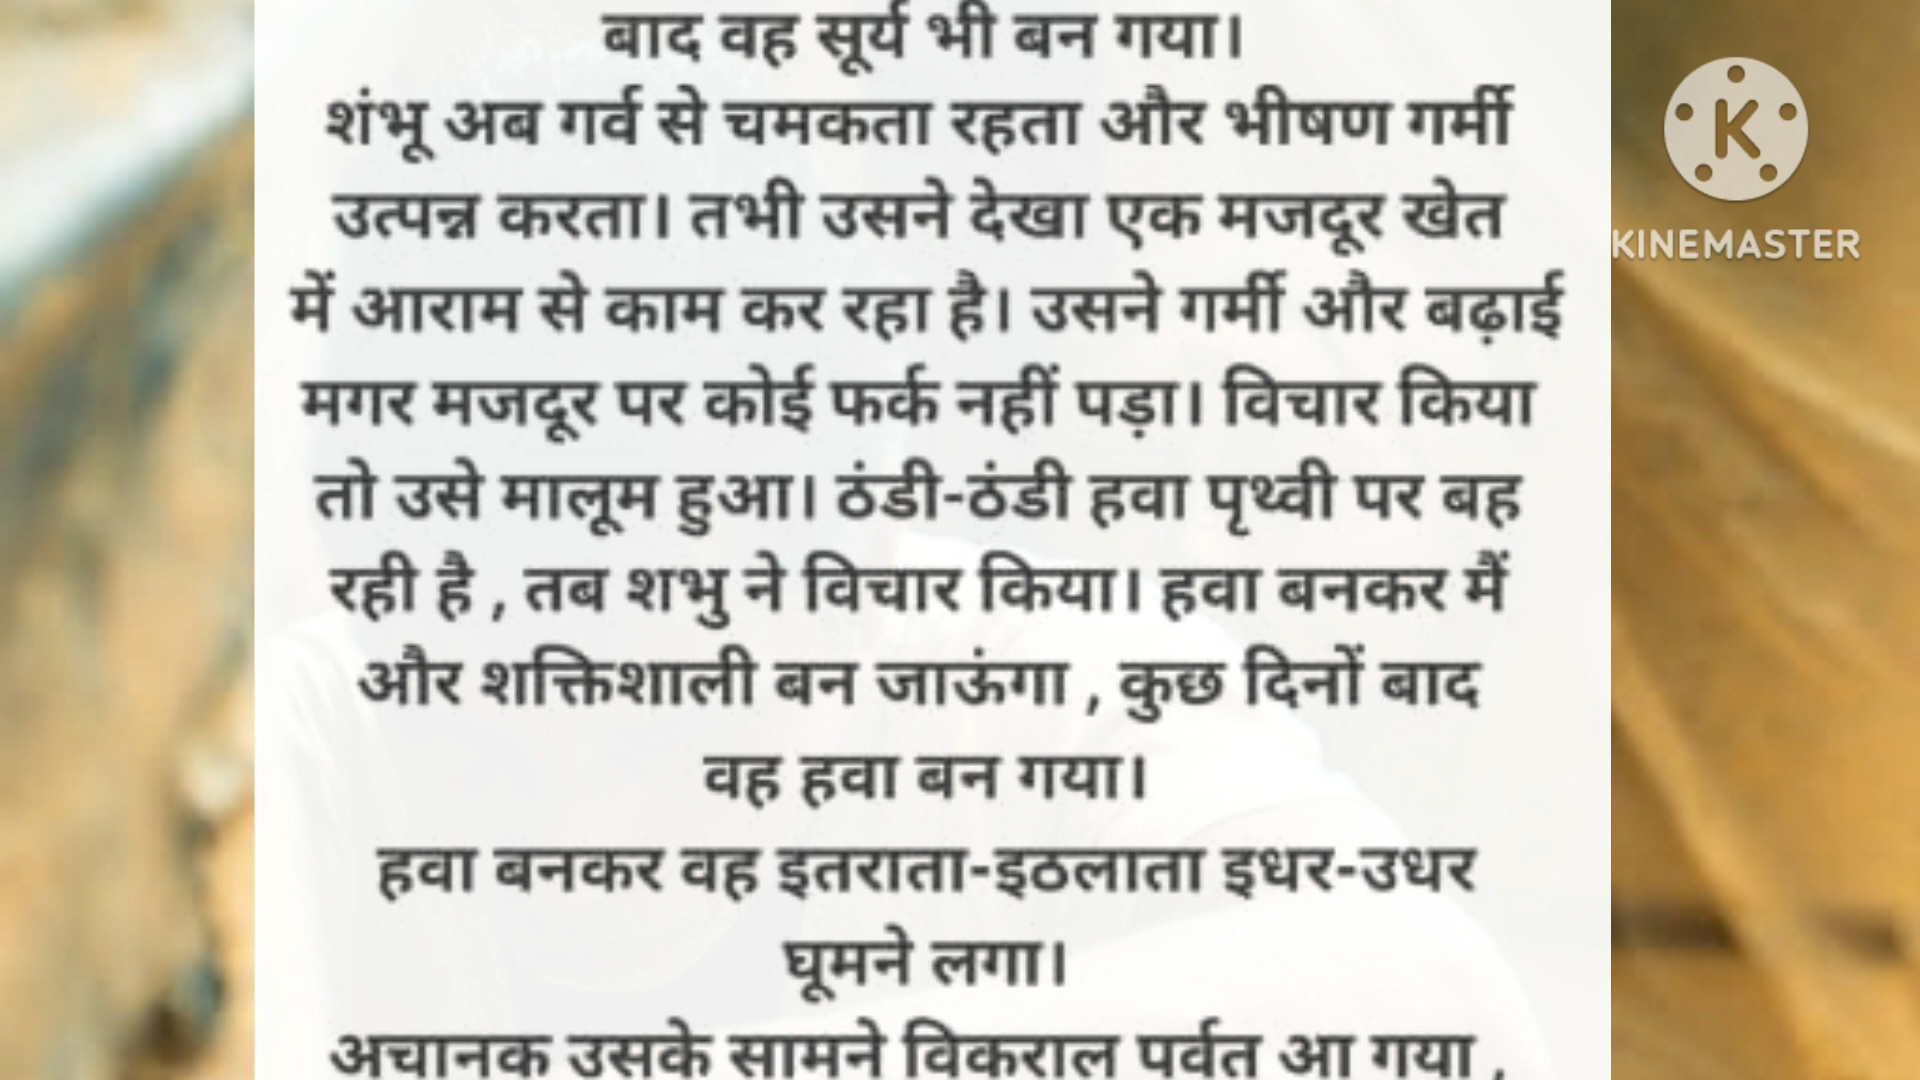 बाद वह सूर्य भी बन गया।
शंभू अब गर्व से चमकता रहता और भीषण गर्मी
उत्पन्न करता। तभी उसने देखा एक मजदूर खेत
में आराम से काम कर रहा है। उसने गर्मी और बढ़ाई
मगर मजदूर पर कोई फर्क नहीं पड़ा। विचार किया
तो उसे मालूम हुआ। ठंडी-ठंडी हवा पृथ्वी पर बह
रही है , तब शभु ने विचार किया। हवा बनकर मैं
और शक्तिशाली बन जाऊंगा , कुछ दिनों बाद
वह हवा बन गया।
हवा बनकर वह इतराता-इठलाता इधर-उधर
घूमने लगा।
अचानक उसके सामने विकराल पर्वत आ गया ,
K
KINEMASTER